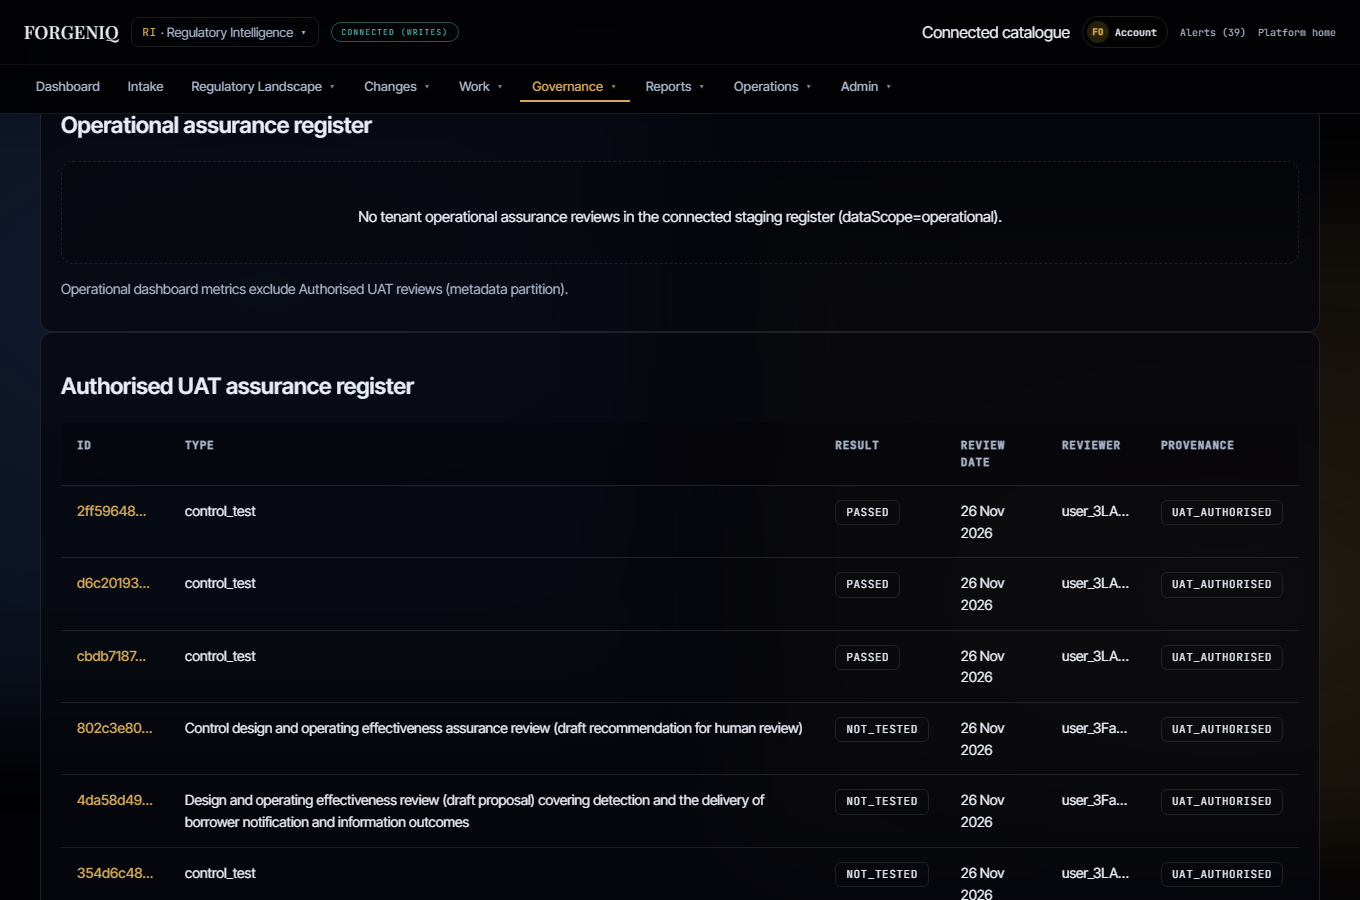 FORGENIQ
RI · Regulatory Intelligence
CONNECTED (WRITES)
Connected catalogue
FO Account
Alerts (39)
Platform home
Dashboard
Intake
Regulatory Landscape
Changes
Work
Governance
Reports
Operations
Admin
Operational assurance register
No tenant operational assurance reviews in the connected staging register (dataScope=operational).
Operational dashboard metrics exclude Authorised UAT reviews (metadata partition).
Authorised UAT assurance register
ID TYPE RESULT REVIEW DATE REVIEWER PROVENANCE
2ff59648... control_test PASSED 26 Nov 2026 user_3LA... UAT_AUTHORISED
d6c20193... control_test PASSED 26 Nov 2026 user_3LA... UAT_AUTHORISED
cbdb7187... control_test PASSED 26 Nov 2026 user_3LA... UAT_AUTHORISED
802c3e80... Control design and operating effectiveness assurance review (draft recommendation for human review) NOT_TESTED 26 Nov 2026 user_3Fa... UAT_AUTHORISED
4da58d49... Design and operating effectiveness review (draft proposal) covering detection and the delivery of borrower notification and information outcomes NOT_TESTED 26 Nov 2026 user_3Fa... UAT_AUTHORISED
354d6c48... control_test NOT_TESTED 26 Nov 2026 user_3LA... UAT_AUTHORISED